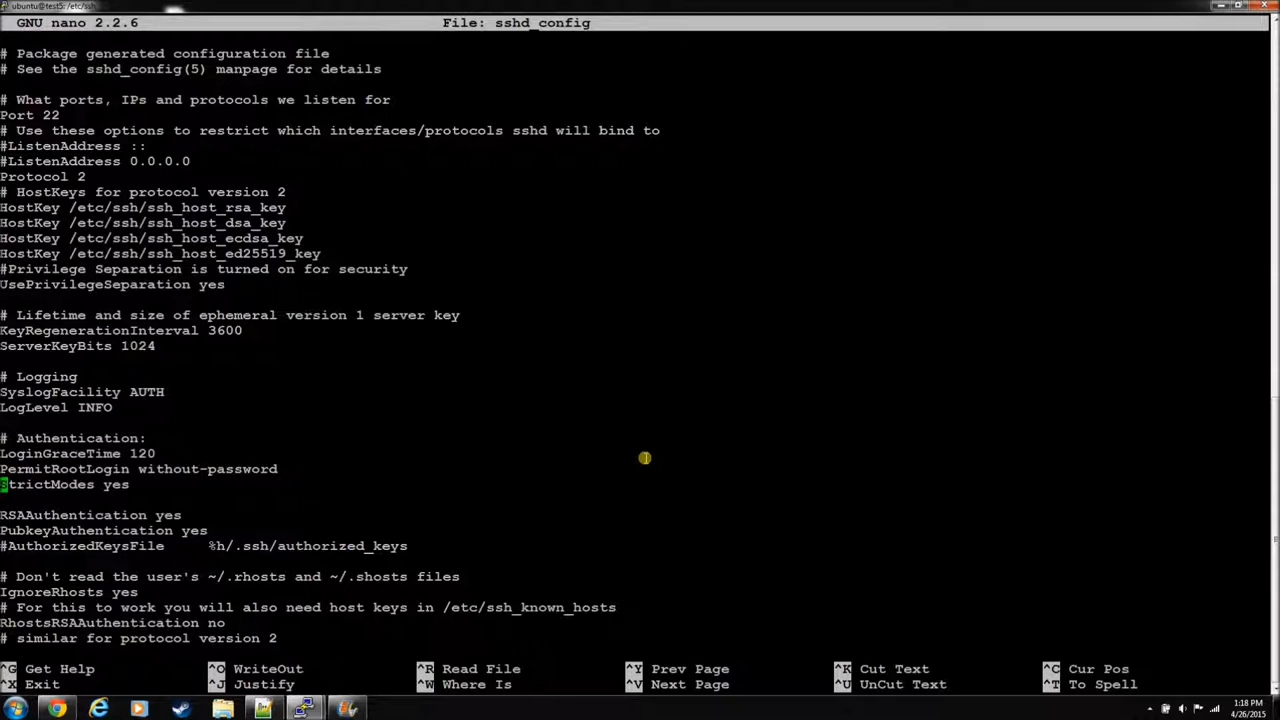 ubuntu@test5: /etc/ssh
GNU nano 2.2.6 File: sshd_config
# Package generated configuration file
# See the sshd_config(5) manpage for details
# What ports, IPs and protocols we listen for
Port 22
# Use these options to restrict which interfaces/protocols sshd will bind to
#ListenAddress ::
#ListenAddress 0.0.0.0
Protocol 2
# HostKeys for protocol version 2
HostKey /etc/ssh/ssh_host_rsa_key
HostKey /etc/ssh/ssh_host_dsa_key
HostKey /etc/ssh/ssh_host_ecdsa_key
HostKey /etc/ssh/ssh_host_ed25519_key
#Privilege Separation is turned on for security
UsePrivilegeSeparation yes
# Lifetime and size of ephemeral version 1 server key
KeyRegenerationInterval 3600
ServerKeyBits 1024
# Logging
SyslogFacility AUTH
LogLevel INFO
# Authentication:
LoginGraceTime 120
PermitRootLogin without-password
StrictModes yes
RSAAuthentication yes
PubkeyAuthentication yes
#AuthorizedKeysFile %h/.ssh/authorized_keys
# Don't read the user's ~/.rhosts and ~/.shosts files
IgnoreRhosts yes
# For this to work you will also need host keys in /etc/ssh_known_hosts
RhostsRSAAuthentication no
# similar for protocol version 2
^G Get Help ^O WriteOut ^R Read File ^Y Prev Page ^K Cut Text ^C Cur Pos
^X Exit ^J Justify ^W Where Is ^V Next Page ^U UnCut Text ^T To Spell
1:18 PM
4/26/2015